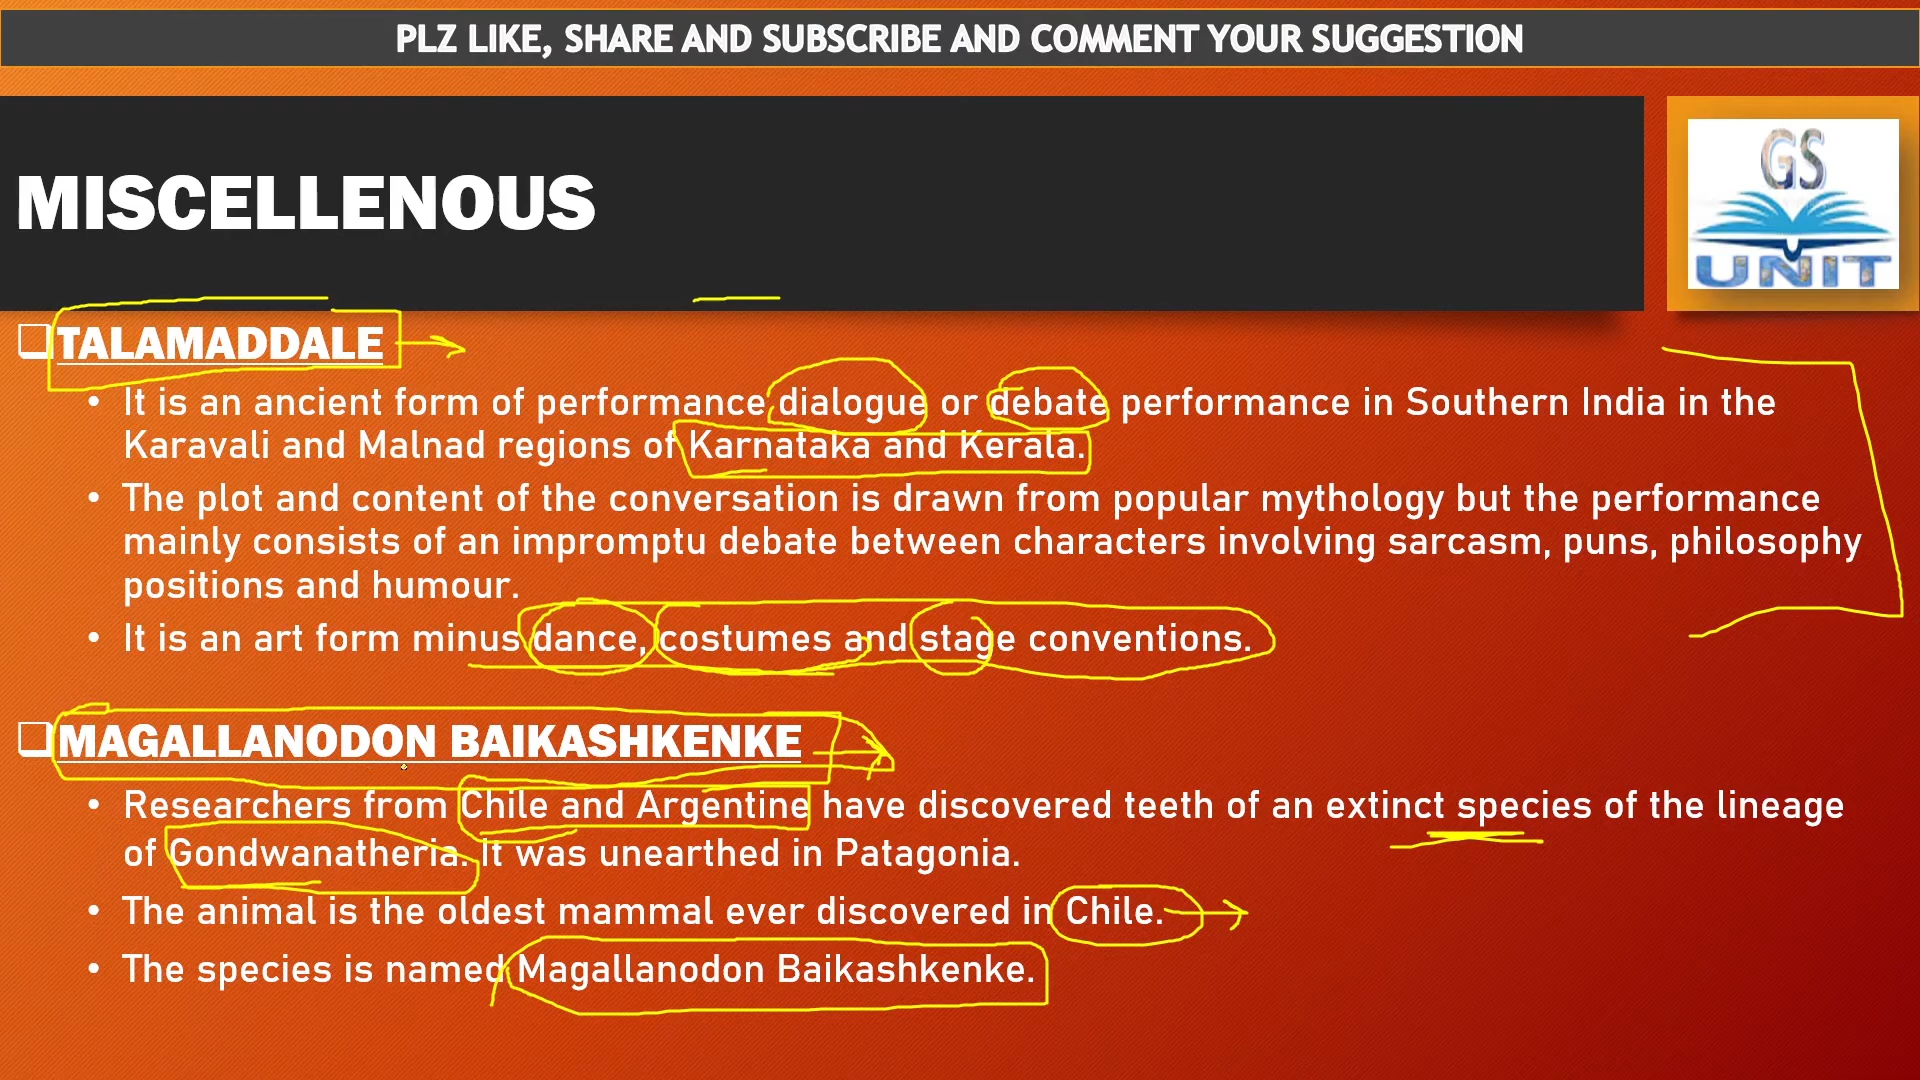 PLZ LIKE, SHARE AND SUBSCRIBE AND COMMENT YOUR SUGGESTION
MISCELLENOUS
GS
UNIT
TALAMADDALE
• It is an ancient form of performance dialogue or debate performance in Southern India in the
Karavali and Malnad regions of Karnataka and Kerala.
• The plot and content of the conversation is drawn from popular mythology but the performance
mainly consists of an impromptu debate between characters involving sarcasm, puns, philosophy
positions and humour.
• It is an art form minus dance, costumes and stage conventions.
MAGALLANODON BAIKASHKENKE
• Researchers from Chile and Argentine have discovered teeth of an extinct species of the lineage
of Gondwanatheria. It was unearthed in Patagonia.
• The animal is the oldest mammal ever discovered in Chile.
• The species is named Magallanodon Baikashkenke.